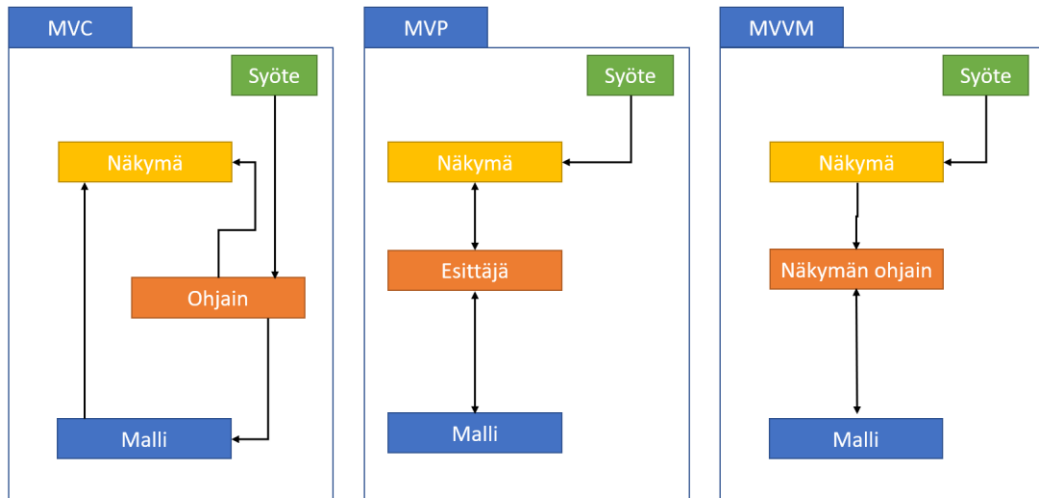 MVC
Syöte
Näkymä
Ohjain
Malli
MVP
Syöte
Näkymä
Esittäjä
Malli
MVVM
Syöte
Näkymä
Näkymän ohjain
Malli